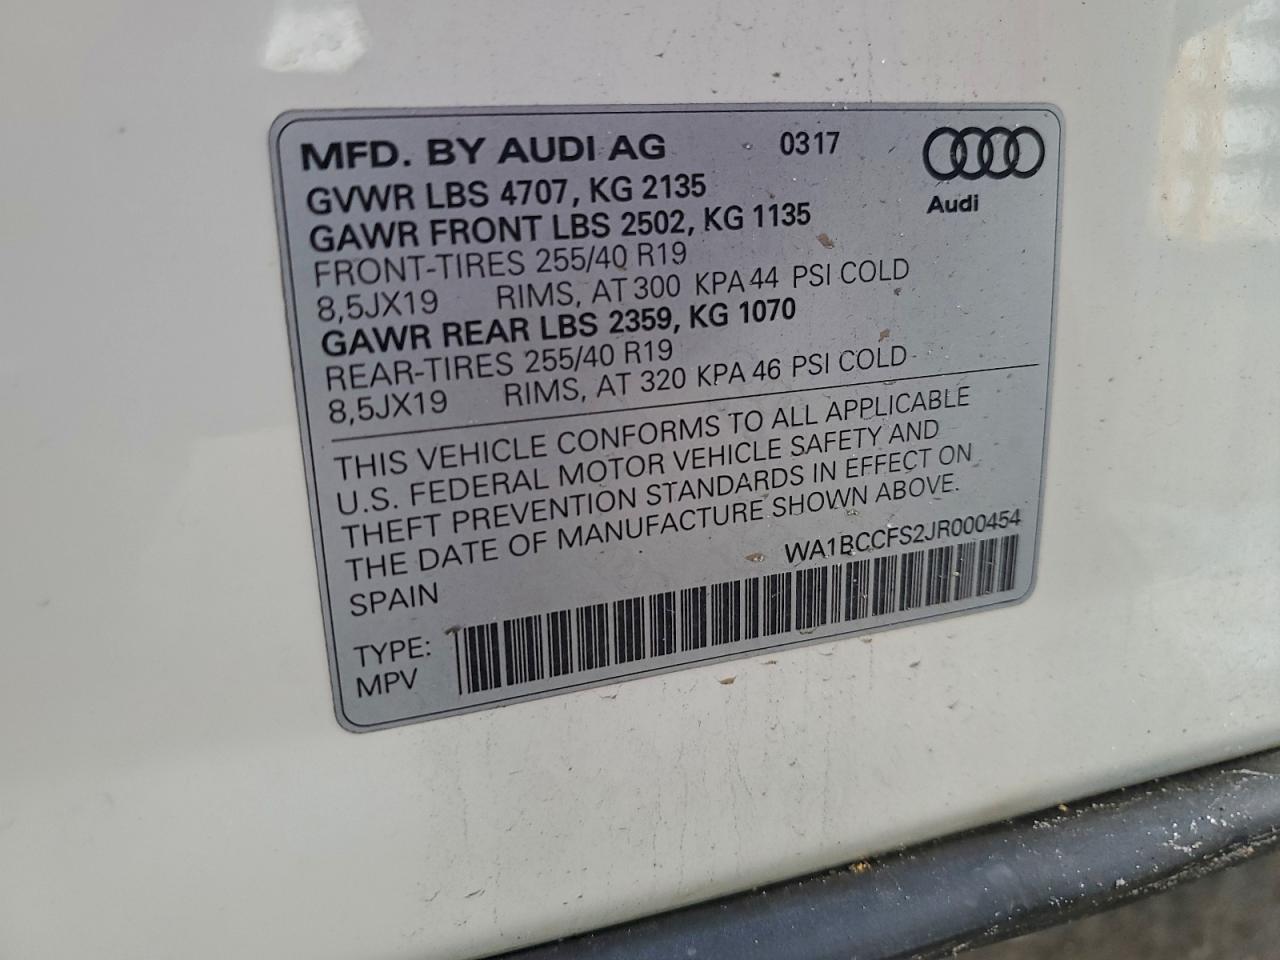 MFD. BY AUDI AG 0317
Audi
GVWR LBS 4707, KG 2135
GAWR FRONT LBS 2502, KG 1135
FRONT-TIRES 255/40 R19
8,5JX19 RIMS, AT 300 KPA 44 PSI COLD
GAWR REAR LBS 2359, KG 1070
REAR-TIRES 255/40 R19
8,5JX19 RIMS, AT 320 KPA 46 PSI COLD
THIS VEHICLE CONFORMS TO ALL APPLICABLE
U.S. FEDERAL MOTOR VEHICLE SAFETY AND
THEFT PREVENTION STANDARDS IN EFFECT ON
THE DATE OF MANUFACTURE SHOWN ABOVE.
SPAIN WA1BCCFS2JR000454
TYPE:
MPV